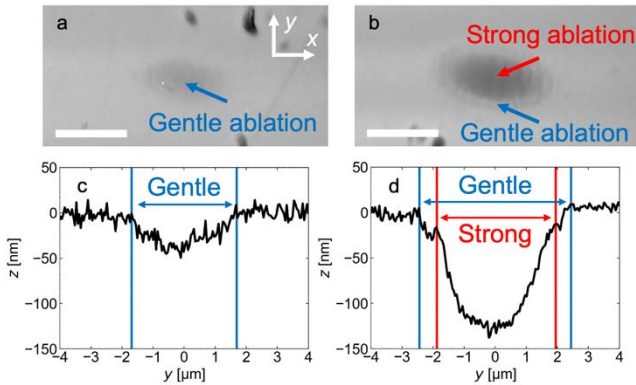 a
y
x
Gentle ablation
b
Strong ablation
Gentle ablation
c
Gentle
50
0
−50
−100
−150
z [nm]
−4 −3 −2 −1 0 1 2 3 4
y [µm]
d
Gentle
Strong
50
0
−50
−100
−150
z [nm]
−4 −3 −2 −1 0 1 2 3 4
y [µm]